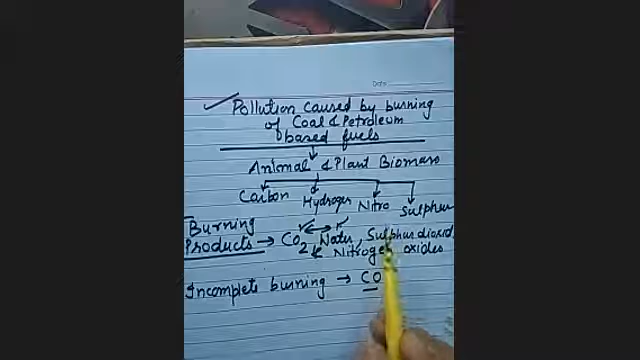 Date
Pollution caused by burning
of Coal & Petroleum
based fuels
Animal & Plant Biomass
Carbon Hydrogen Nitro Sulphur
Burning
Products → CO2 Water, Sulphur dioxid,
Nitrogen oxides
Incomplete burning → CO